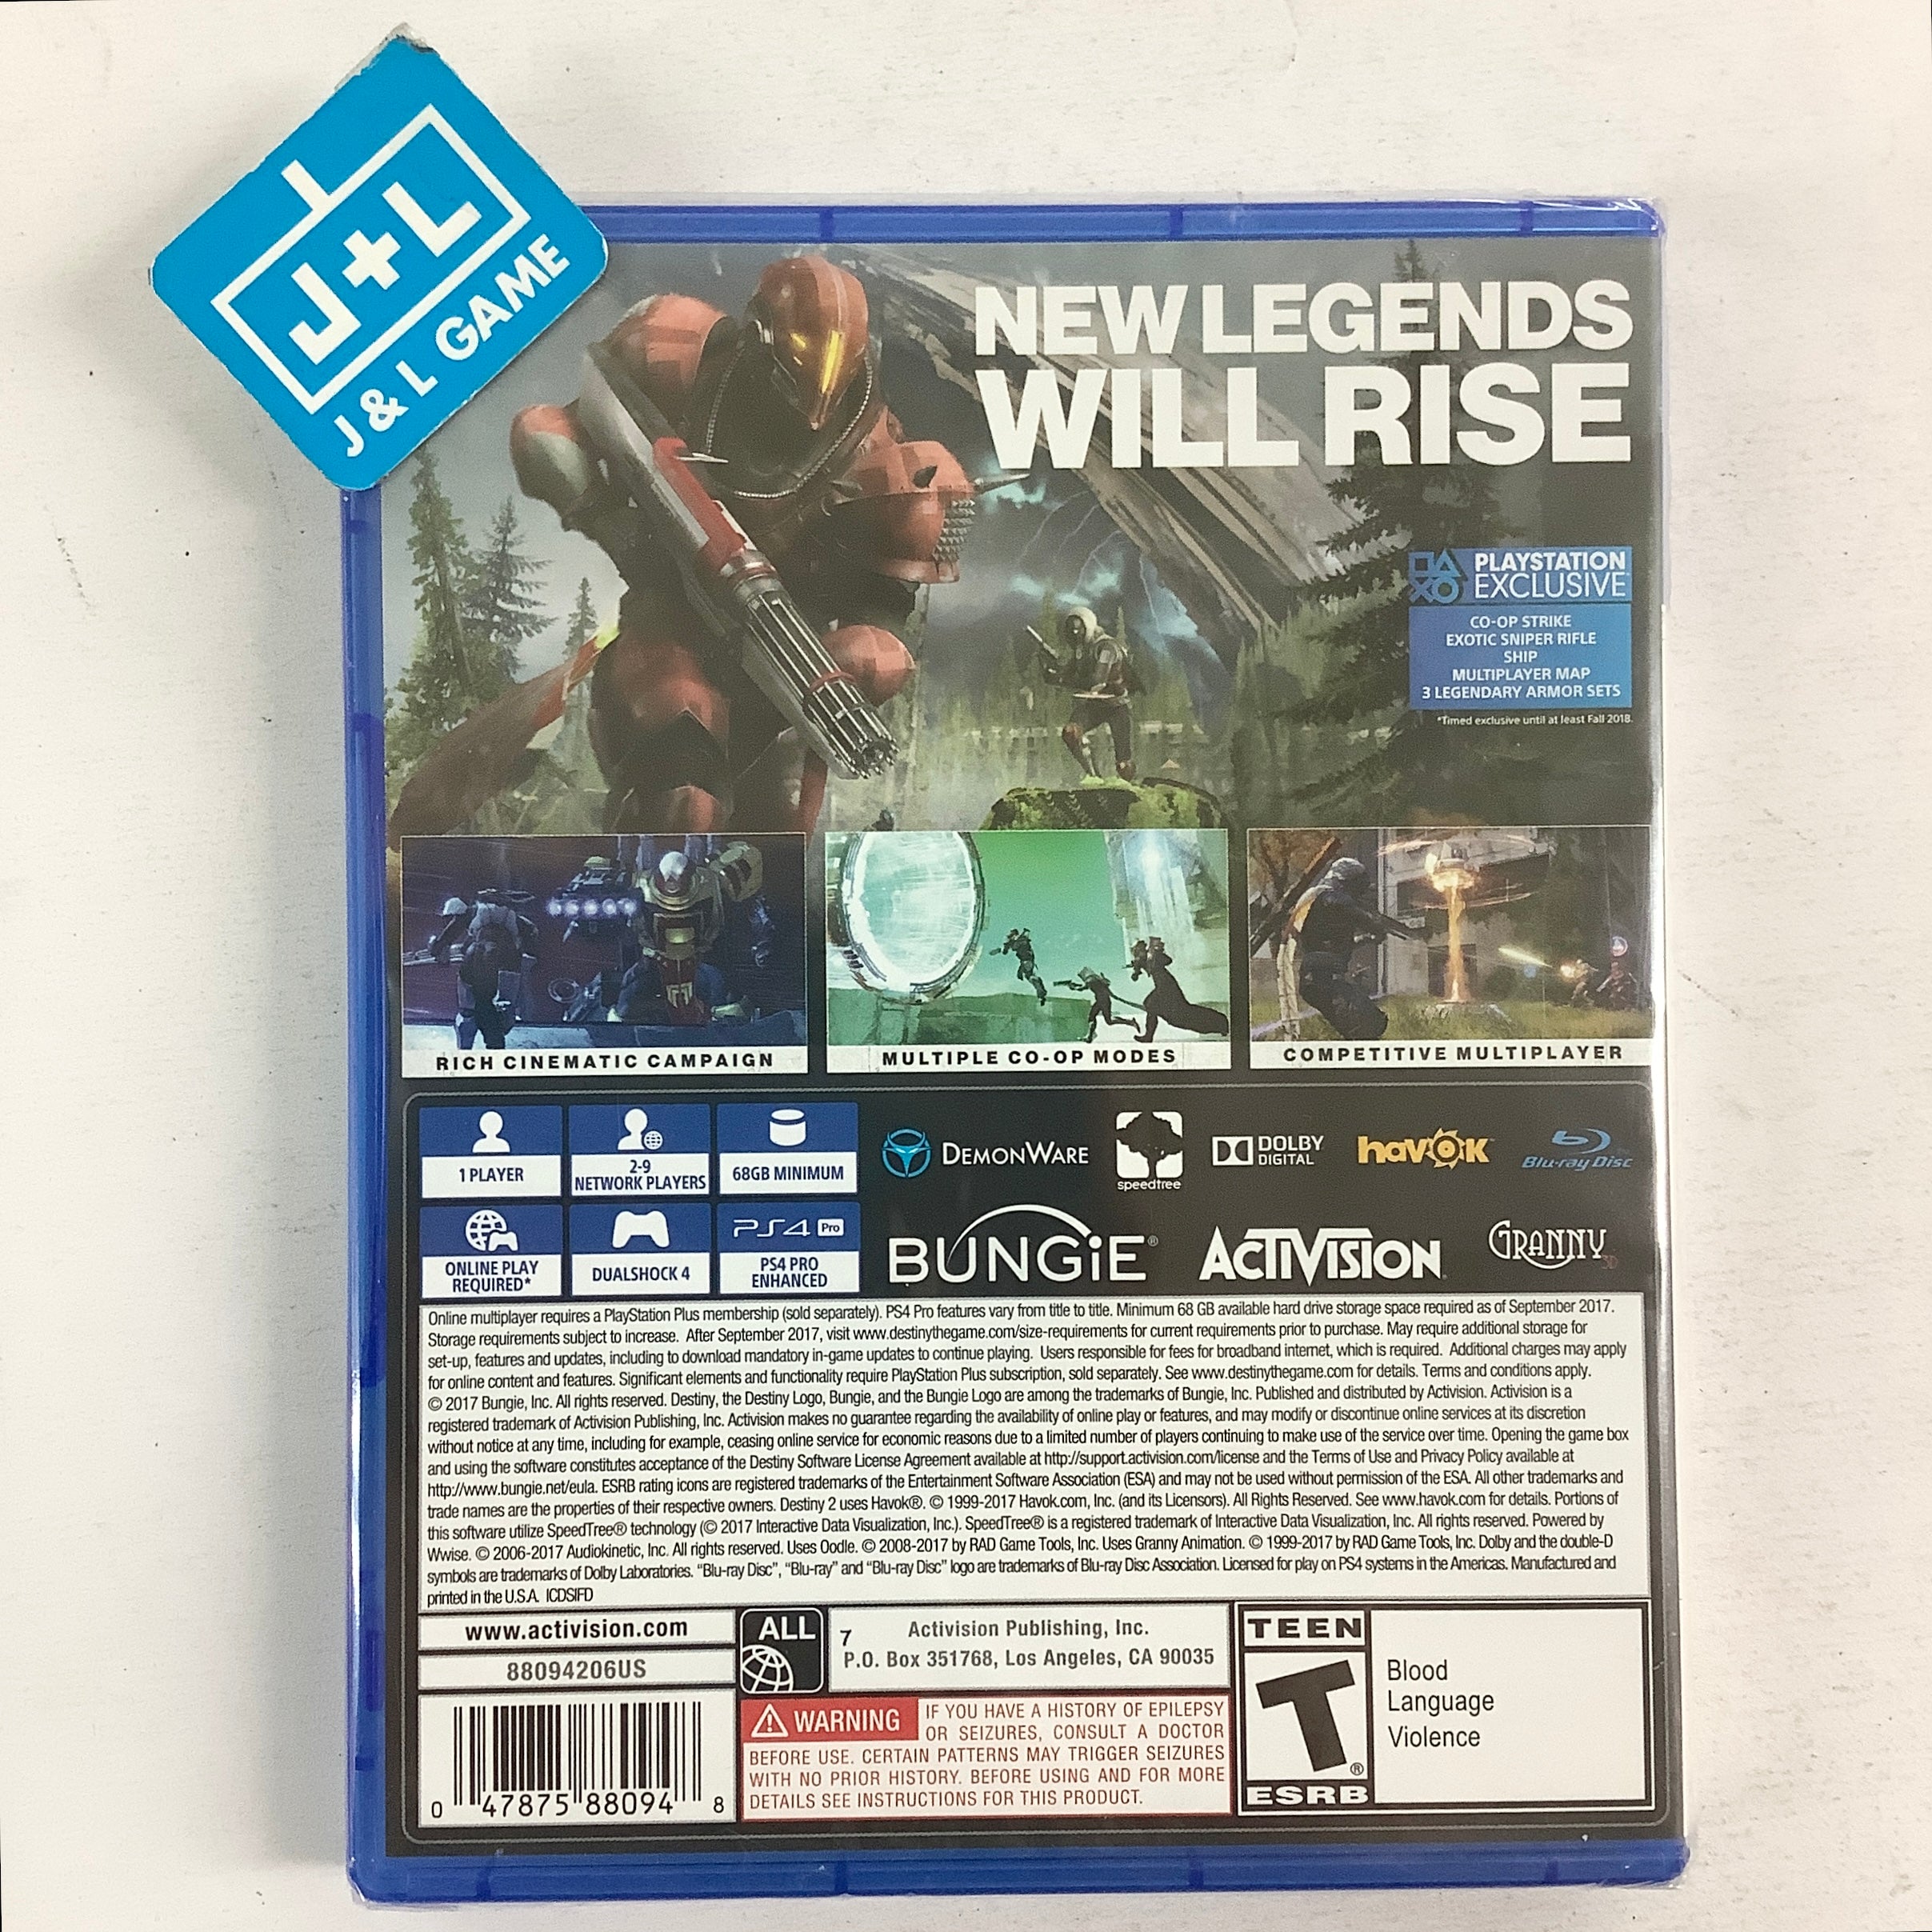 J+L
J & L GAME
NEW LEGENDS
WILL RISE
PLAYSTATION
EXCLUSIVE
CO-OP STRIKE
EXOTIC SNIPER RIFLE
SHIP
MULTIPLAYER MAP
3 LEGENDARY ARMOR SETS
*Timed exclusive until at least Fall 2018.
RICH CINEMATIC CAMPAIGN
MULTIPLE CO-OP MODES
COMPETITIVE MULTIPLAYER
1 PLAYER
2-9
NETWORK PLAYERS
68GB MINIMUM
DEMONWARE
speedtree
DOLBY
DIGITAL
havok™
Blu-ray Disc
ONLINE PLAY
REQUIRED*
DUALSHOCK 4
PS4 Pro
PS4 PRO
ENHANCED
BUNGiE®
ACTIVISION
GRANNY 3D
Online multiplayer requires a PlayStation Plus membership (sold separately). PS4 Pro features vary from title to title. Minimum 68 GB available hard drive storage space required as of September 2017.
Storage requirements subject to increase. After September 2017, visit www.destinythegame.com/size-requirements for current requirements prior to purchase. May require additional storage for
set-up, features and updates, including to download mandatory in-game updates to continue playing. Users responsible for fees for broadband internet, which is required. Additional charges may apply
for online content and features. Significant elements and functionality require PlayStation Plus subscription, sold separately. See www.destinythegame.com for details. Terms and conditions apply.
© 2017 Bungie, Inc. All rights reserved. Destiny, the Destiny Logo, Bungie, and the Bungie Logo are among the trademarks of Bungie, Inc. Published and distributed by Activision. Activision is a
registered trademark of Activision Publishing, Inc. Activision makes no guarantee regarding the availability of online play or features, and may modify or discontinue online services at its discretion
without notice at any time, including for example, ceasing online service for economic reasons due to a limited number of players continuing to make use of the service over time. Opening the game box
and using the software constitutes acceptance of the Destiny Software License Agreement available at http://support.activision.com/license and the Terms of Use and Privacy Policy available at
http://www.bungie.net/eula. ESRB rating icons are registered trademarks of the Entertainment Software Association (ESA) and may not be used without permission of the ESA. All other trademarks and
trade names are the properties of their respective owners. Destiny 2 uses Havok®. © 1999-2017 Havok.com, Inc. (and its Licensors). All Rights Reserved. See www.havok.com for details. Portions of
this software utilize SpeedTree® technology (© 2017 Interactive Data Visualization, Inc.). SpeedTree® is a registered trademark of Interactive Data Visualization, Inc. All rights reserved. Powered by
Wwise. © 2006-2017 Audiokinetic, Inc. All rights reserved. Uses Oodle. © 2008-2017 by RAD Game Tools, Inc. Uses Granny Animation. © 1999-2017 by RAD Game Tools, Inc. Dolby and the double-D
symbols are trademarks of Dolby Laboratories. “Blu-ray Disc”, “Blu-ray” and “Blu-ray Disc” logo are trademarks of Blu-ray Disc Association. Licensed for play on PS4 systems in the Americas. Manufactured and
printed in the U.S.A. ICDSIFD
www.activision.com
88094206US
ALL
7 Activision Publishing, Inc.
P.O. Box 351768, Los Angeles, CA 90035
WARNING IF YOU HAVE A HISTORY OF EPILEPSY
OR SEIZURES, CONSULT A DOCTOR
BEFORE USE. CERTAIN PATTERNS MAY TRIGGER SEIZURES
WITH NO PRIOR HISTORY. BEFORE USING AND FOR MORE
DETAILS SEE INSTRUCTIONS FOR THIS PRODUCT.
0 47875 88094 8
TEEN
T®
ESRB
Blood
Language
Violence